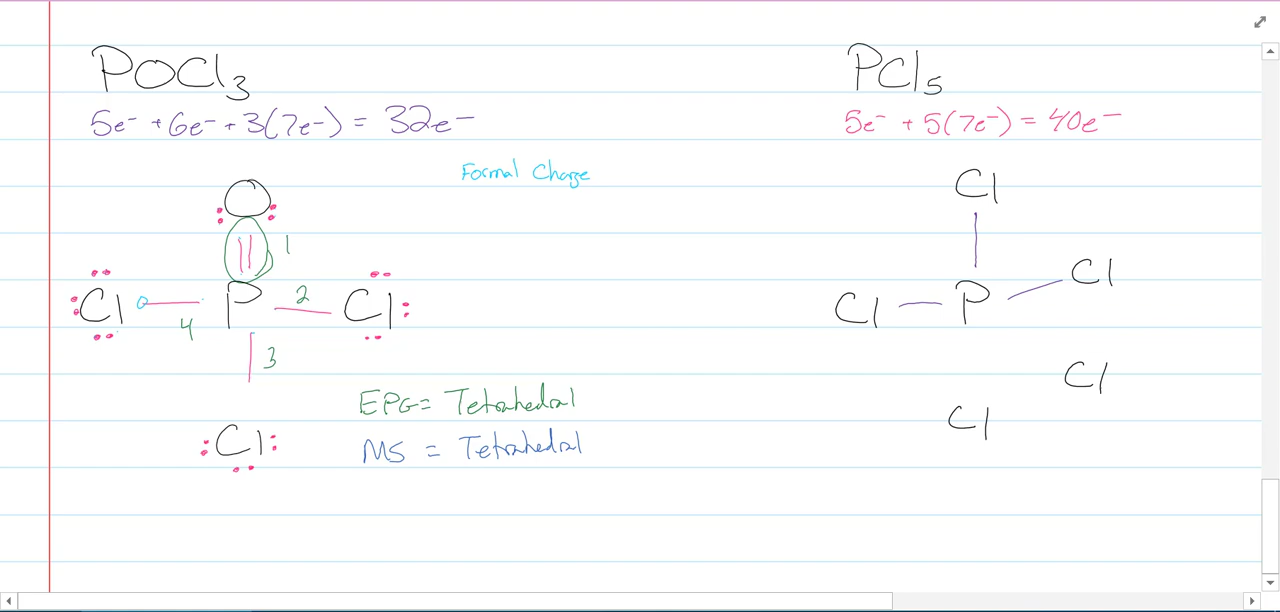 POCl3
5e- + 6e- + 3(7e-) = 32e-
Formal Charge
O
1
Cl P 2 Cl
4
3
Cl
EPG = Tetrahedral
MS = Tetrahedral
PCl5
5e- + 5(7e-) = 40e-
Cl
Cl P Cl
Cl
Cl